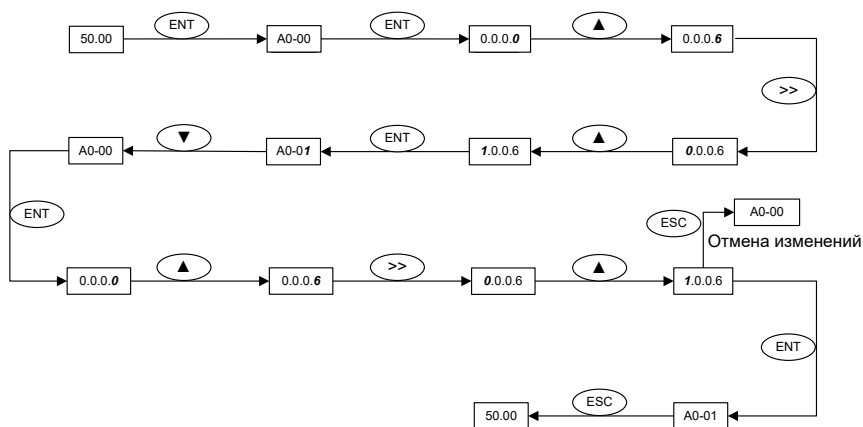 50.00 ENT A0-00 ENT 0.0.0.0 ▲ 0.0.0.6
>>
A0-00 ▼ A0-01 ENT 1.0.0.6 ▲ 0.0.0.6
ENT
ESC A0-00
Отмена изменений
0.0.0.0 ▲ 0.0.0.6 >> 0.0.0.6 ▲ 1.0.0.6
ENT
50.00 ESC A0-01